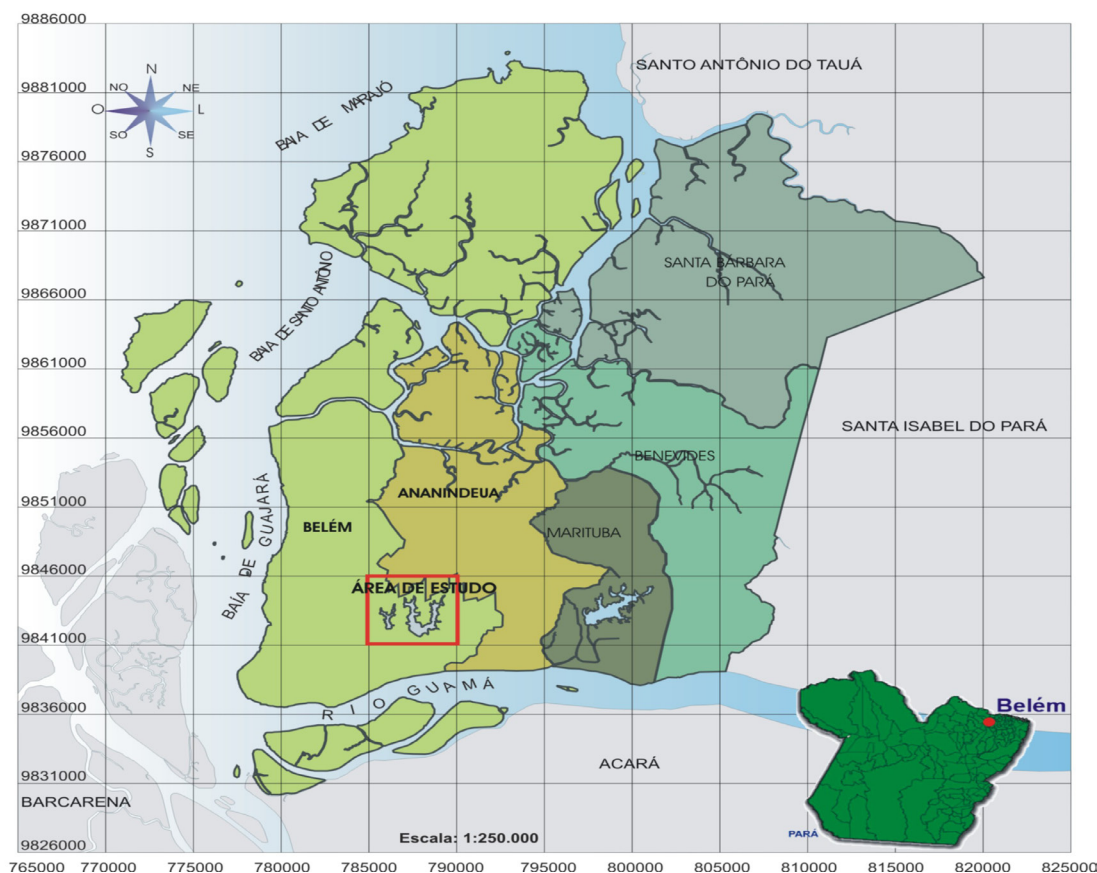 9886000
SANTO ANTÔNIO DO TAUÁ
N
NO
NE
9881000
O
L
BAIA DE MARAJÓ
SO
SE
S
9876000
9871000
SANTA BÁRBARA
DO PARÁ
BAIA DE SANTO ANTÔNIO
9866000
9861000
9856000
SANTA ISABEL DO PARÁ
BENEVIDES
9851000
ANANINDEUA
BELÉM
MARITUBA
BAÍA DE GUAJARÁ
9846000
ÁREA DE ESTUDO
9841000
RIO GUAMÁ
Belém
9836000
ACARÁ
9831000
BARCARENA
PARÁ
Escala: 1:250.000
9826000
765000 770000 775000 780000 785000 790000 795000 800000 805000 810000 815000 820000 825000